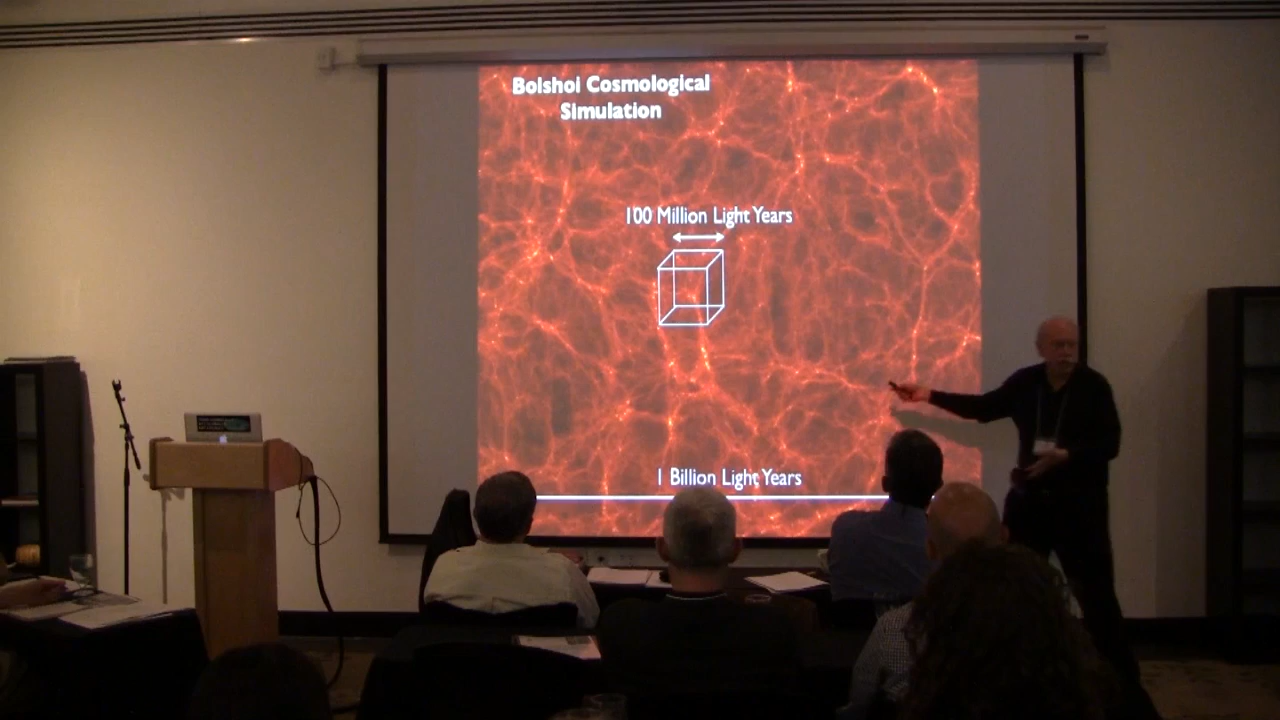 Bolshoi Cosmological
Simulation
100 Million Light Years
1 Billion Light Years